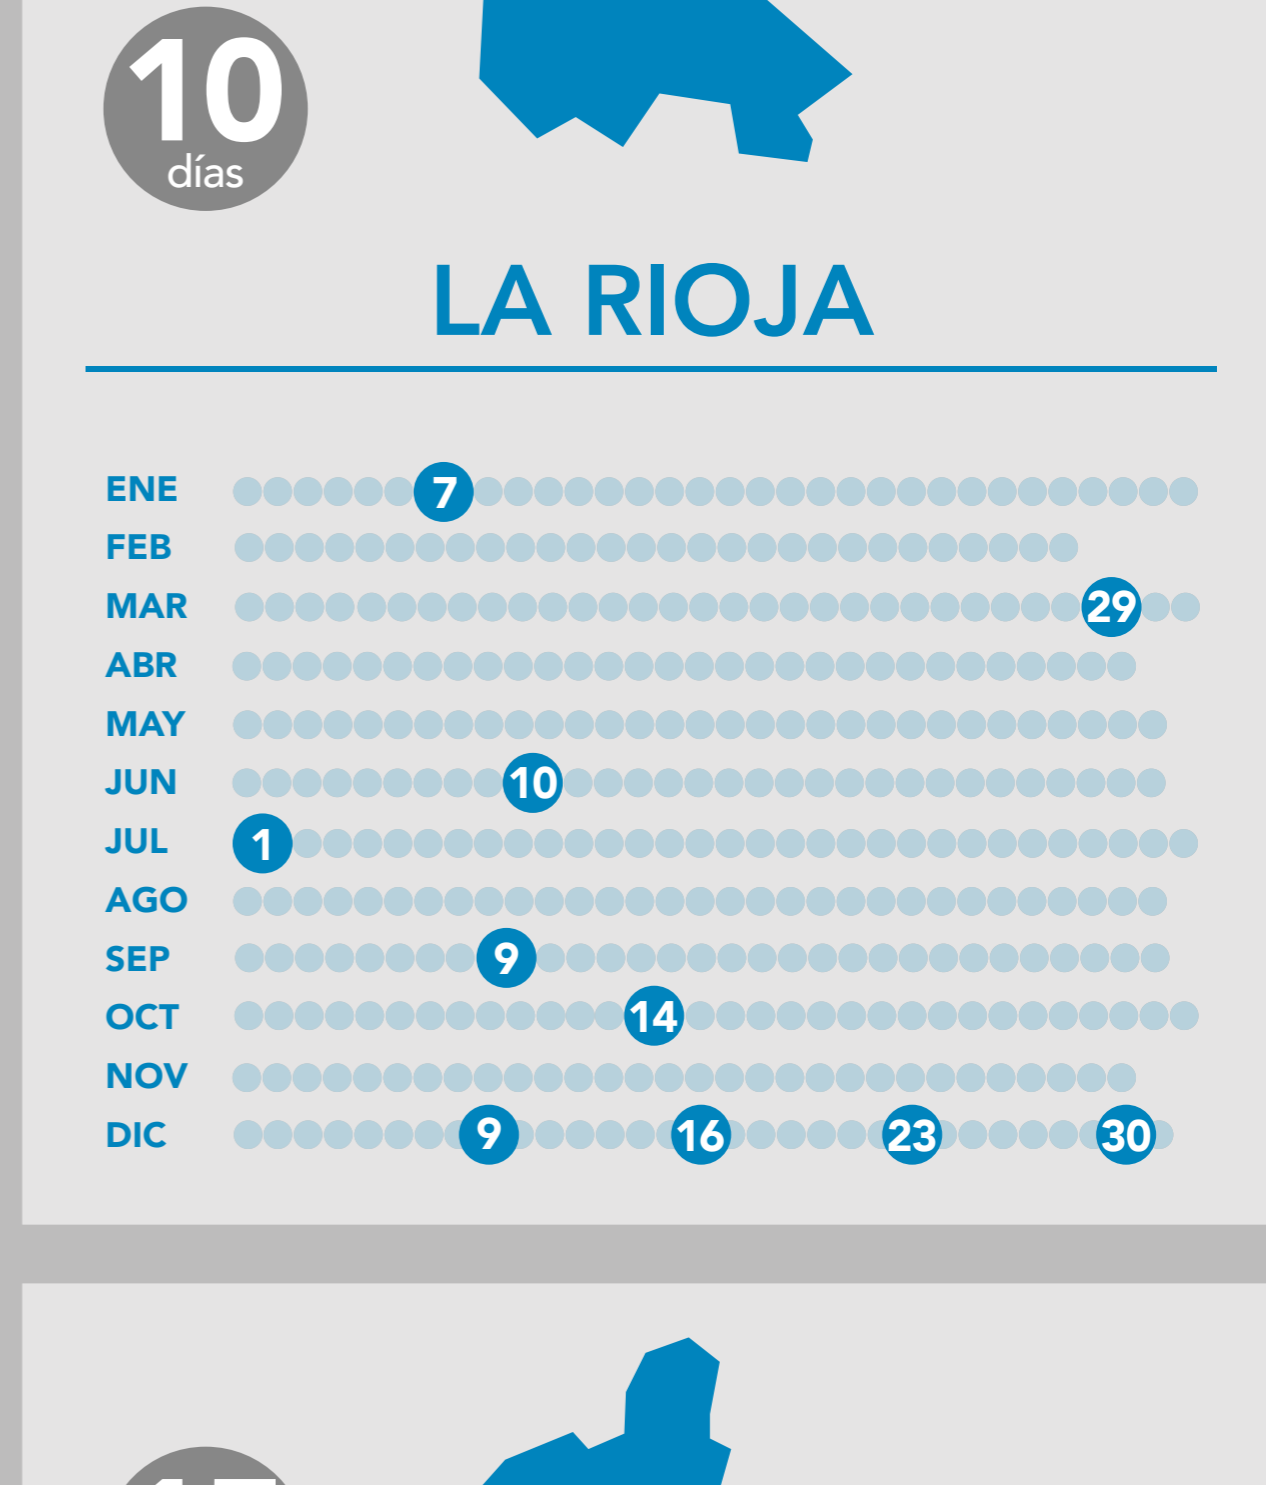 10
días
LA RIOJA
ENE 7
FEB
MAR 29
ABR
MAY
JUN 10
JUL 1
AGO
SEP 9
OCT 14
NOV
DIC 9 16 23 30